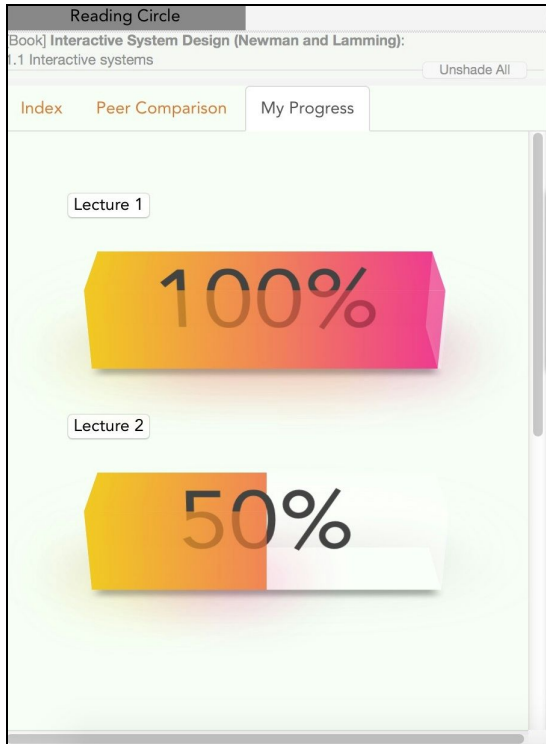 Reading Circle
[Book] Interactive System Design (Newman and Lamming):
1.1 Interactive systems
Unshade All
Index Peer Comparison My Progress
Lecture 1
100%
Lecture 2
50%